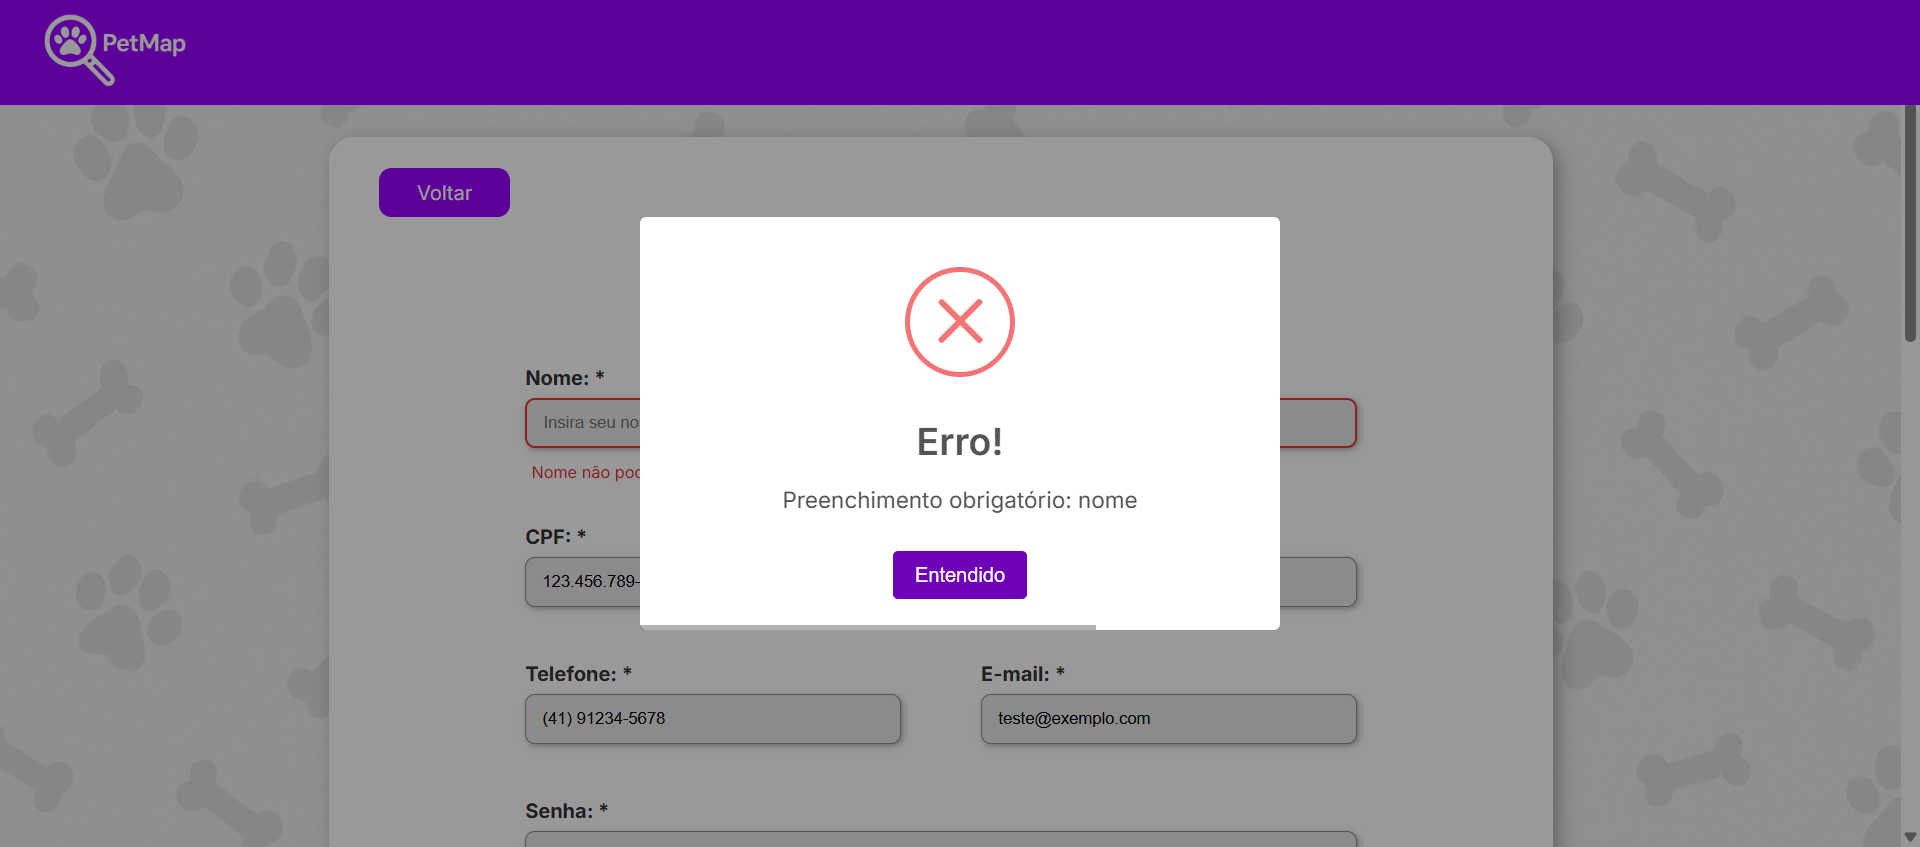 PetMap
Voltar
Nome: *
Insira seu no
Nome não pod
Erro!
Preenchimento obrigatório: nome
Entendido
CPF: *
123.456.789-
Telefone: *
E-mail: *
(41) 91234-5678
teste@exemplo.com
Senha: *